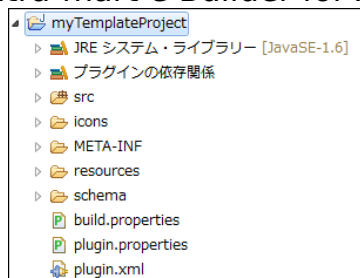 myTemplateProject
JRE システム・ライブラリー [JavaSE-1.6]
プラグインの依存関係
src
icons
META-INF
resources
schema
build.properties
plugin.properties
plugin.xml